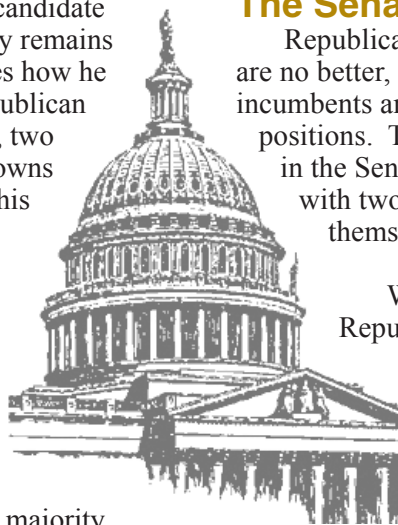 candidate
y remains
es how he
ublican
, two
owns
his
majority
The Sena
Republica
are no better,
incumbents ar
positions. T
in the Sen
with two
thems
W
Repu